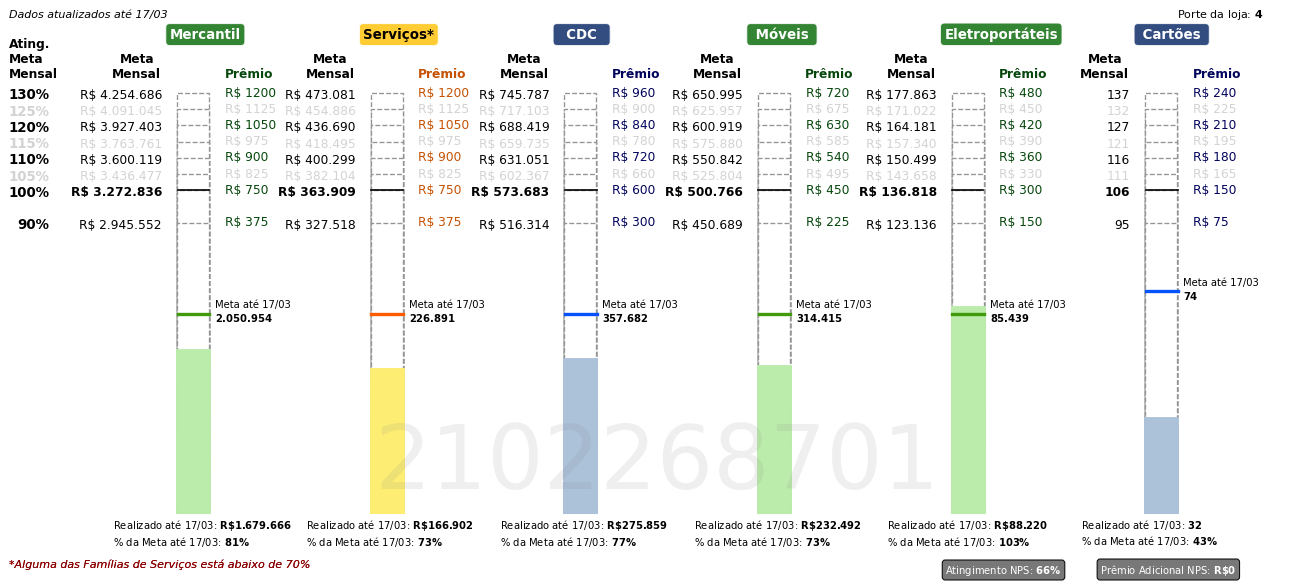 Dados atualizados até 17/03
Porte da loja: 4
Mercantil Serviços* CDC Móveis Eletroportáteis Cartões
Ating. Meta Mensal
Meta Mensal Prêmio Meta Mensal Prêmio Meta Mensal Prêmio Meta Mensal Prêmio Meta Mensal Prêmio Meta Mensal Prêmio
130% R$ 4.254.686 R$ 1200 R$ 473.081 R$ 1200 R$ 745.787 R$ 960 R$ 650.995 R$ 720 R$ 177.863 R$ 480 137 R$ 240
125% R$ 4.091.045 R$ 1125 R$ 454.886 R$ 1125 R$ 717.103 R$ 900 R$ 625.957 R$ 675 R$ 171.022 R$ 450 132 R$ 225
120% R$ 3.927.403 R$ 1050 R$ 436.690 R$ 1050 R$ 688.419 R$ 840 R$ 600.919 R$ 630 R$ 164.181 R$ 420 127 R$ 210
115% R$ 3.763.761 R$ 975 R$ 418.495 R$ 975 R$ 659.735 R$ 780 R$ 575.880 R$ 585 R$ 157.340 R$ 390 121 R$ 195
110% R$ 3.600.119 R$ 900 R$ 400.299 R$ 900 R$ 631.051 R$ 720 R$ 550.842 R$ 540 R$ 150.499 R$ 360 116 R$ 180
105% R$ 3.436.477 R$ 825 R$ 382.104 R$ 825 R$ 602.367 R$ 660 R$ 525.804 R$ 495 R$ 143.658 R$ 330 111 R$ 165
100% R$ 3.272.836 R$ 750 R$ 363.909 R$ 750 R$ 573.683 R$ 600 R$ 500.766 R$ 450 R$ 136.818 R$ 300 106 R$ 150
90% R$ 2.945.552 R$ 375 R$ 327.518 R$ 375 R$ 516.314 R$ 300 R$ 450.689 R$ 225 R$ 123.136 R$ 150 95 R$ 75
Meta até 17/03 Meta até 17/03 Meta até 17/03 Meta até 17/03 Meta até 17/03 Meta até 17/03
2.050.954 226.891 357.682 314.415 85.439 74
2102268701
Realizado até 17/03: R$1.679.666 Realizado até 17/03: R$166.902 Realizado até 17/03: R$275.859 Realizado até 17/03: R$232.492 Realizado até 17/03: R$88.220 Realizado até 17/03: 32
% da Meta até 17/03: 81% % da Meta até 17/03: 73% % da Meta até 17/03: 77% % da Meta até 17/03: 73% % da Meta até 17/03: 103% % da Meta até 17/03: 43%
*Alguma das Famílias de Serviços está abaixo de 70%
Atingimento NPS: 66% Prêmio Adicional NPS: R$0